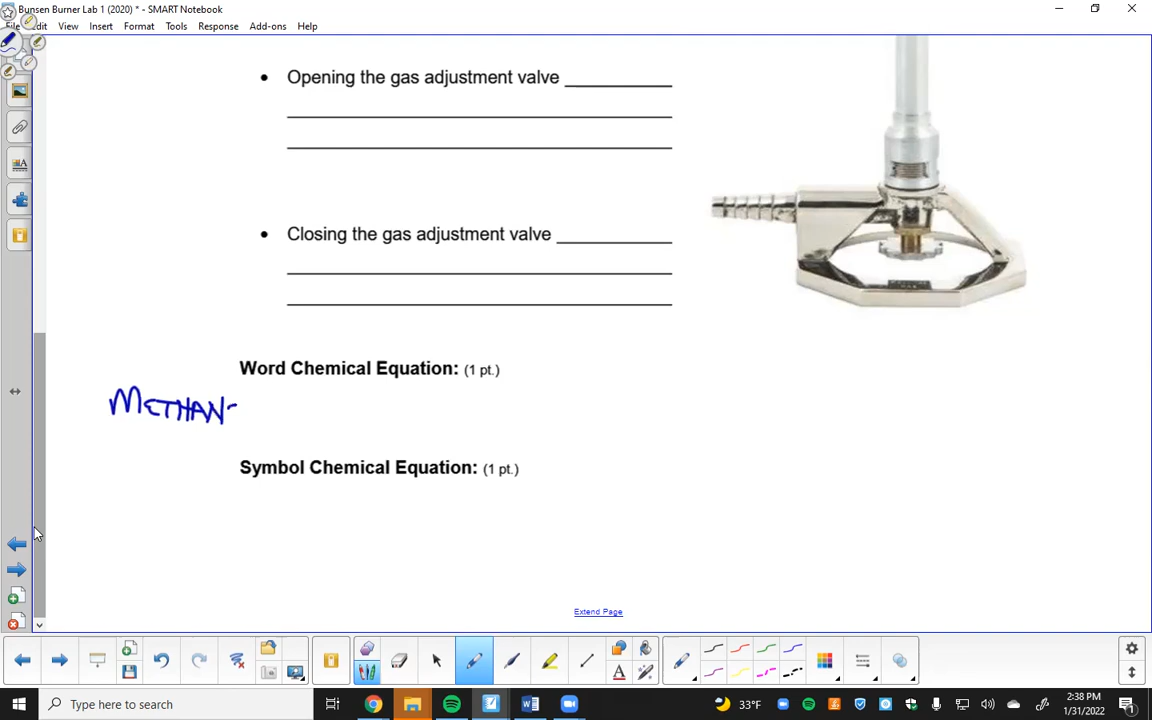 Bunsen Burner Lab 1 (2020) * - SMART Notebook
File Edit View Insert Format Tools Response Add-ons Help
• Opening the gas adjustment valve __________
• Closing the gas adjustment valve ___________
Word Chemical Equation: (1 pt.)
METHAN
Symbol Chemical Equation: (1 pt.)
Extend Page
Type here to search
33°F
2:38 PM
1/31/2022